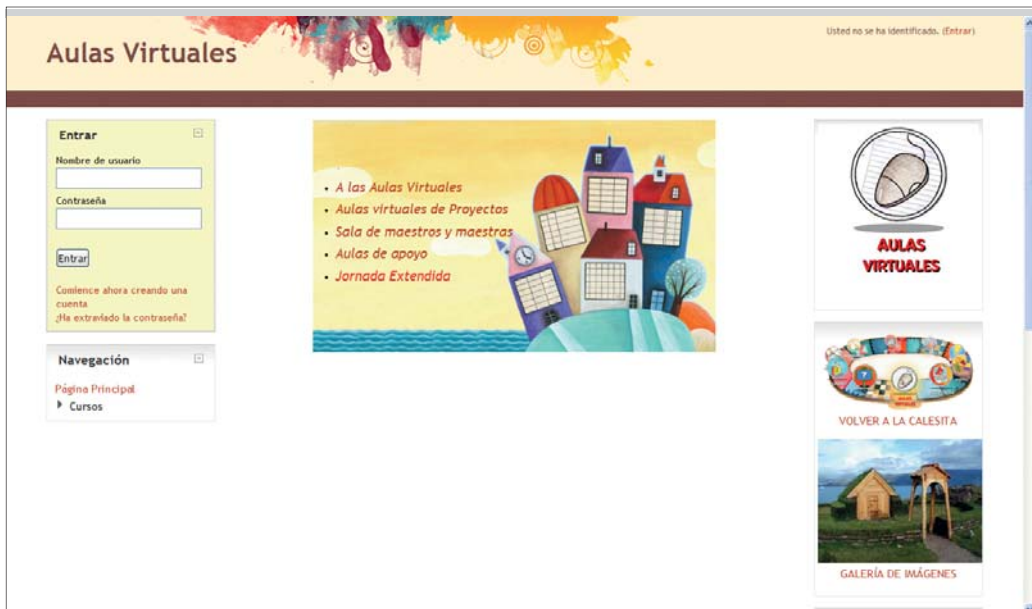 Aulas Virtuales
Usted no se ha identificado. (Entrar)
Entrar
Nombre de usuario
Contraseña
Entrar
Comience ahora creando una
cuenta
¿Ha extraviado la contraseña?
Navegación
Página Principal
Cursos
A las Aulas Virtuales
Aulas virtuales de Proyectos
Sala de maestros y maestras
Aulas de apoyo
Jornada Extendida
AULAS
VIRTUALES
AULAS
VIRTUALES
VOLVER A LA CALESITA
GALERÍA DE IMÁGENES